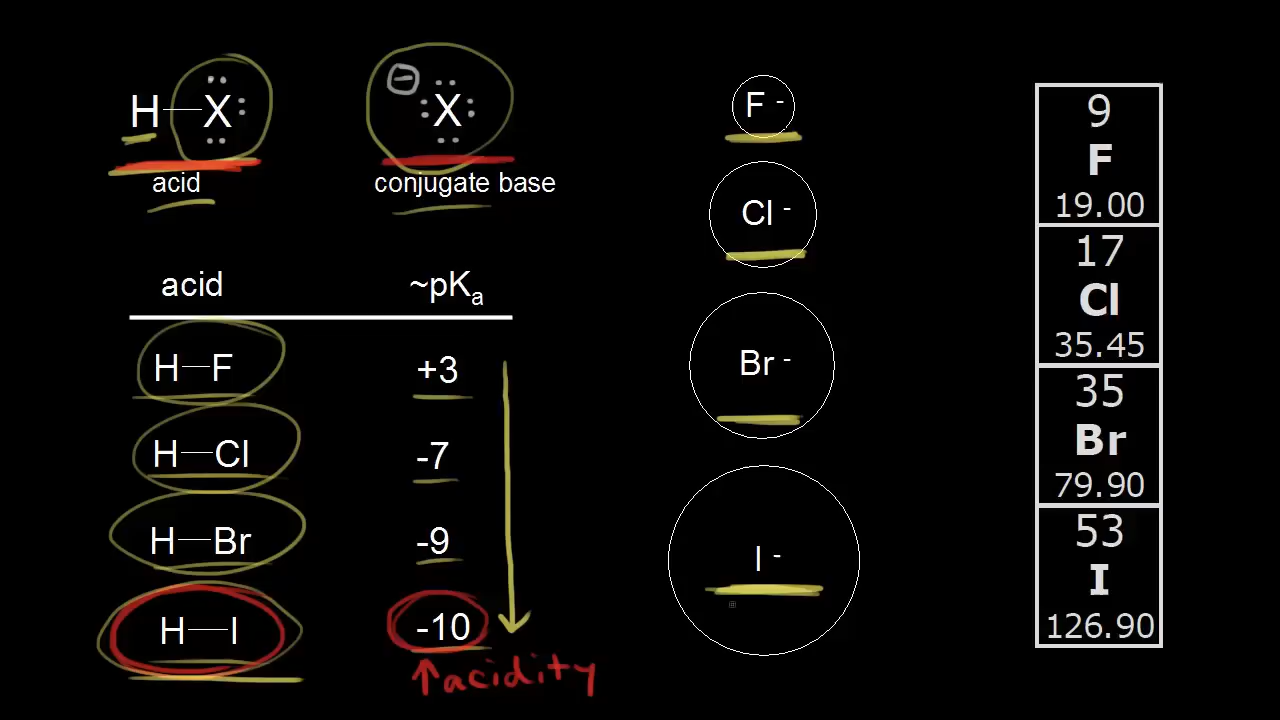 H—X
acid
⊖
X
conjugate base
acid ~pKₐ
H—F +3
H—Cl -7
H—Br -9
H—I -10
↑acidity
F -
Cl -
Br -
I -
9
F
19.00
17
Cl
35.45
35
Br
79.90
53
I
126.90